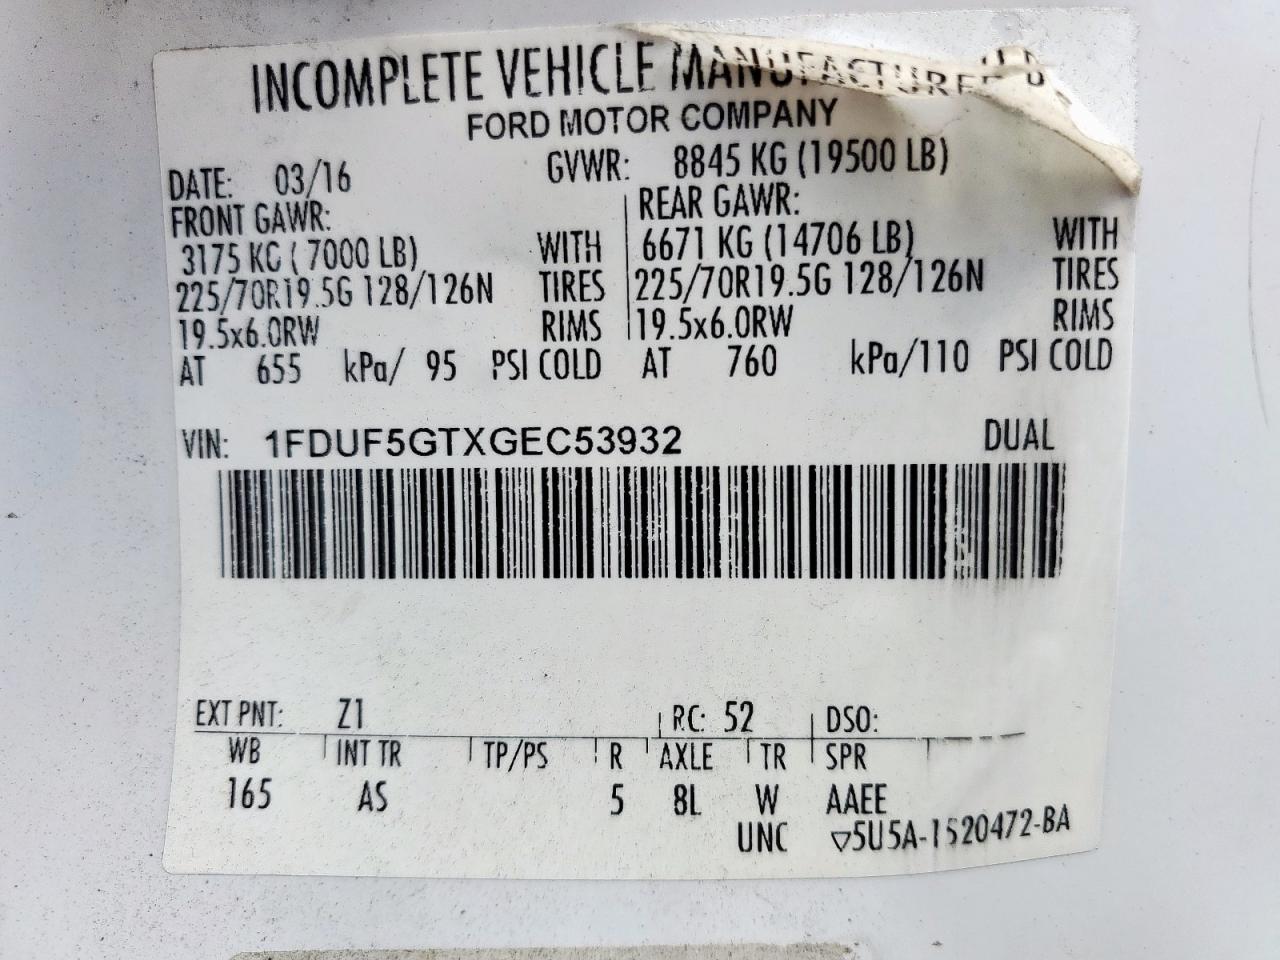 INCOMPLETE VEHICLE MANUFACTURED
FORD MOTOR COMPANY
DATE: 03/16 GVWR: 8845 KG (19500 LB)
FRONT GAWR: REAR GAWR:
3175 KG ( 7000 LB) WITH 6671 KG (14706 LB) WITH
225/70R19.5G 128/126N TIRES 225/70R19.5G 128/126N TIRES
19.5x6.0RW RIMS 19.5x6.0RW RIMS
AT 655 kPa/ 95 PSI COLD AT 760 kPa/110 PSI COLD
VIN: 1FDUF5GTXGEC53932 DUAL
EXT PNT: Z1 RC: 52 DSO:
WB INT TR TP/PS R AXLE TR SPR
165 AS 5 8L W AAEE
UNC ▽5U5A-1520472-BA